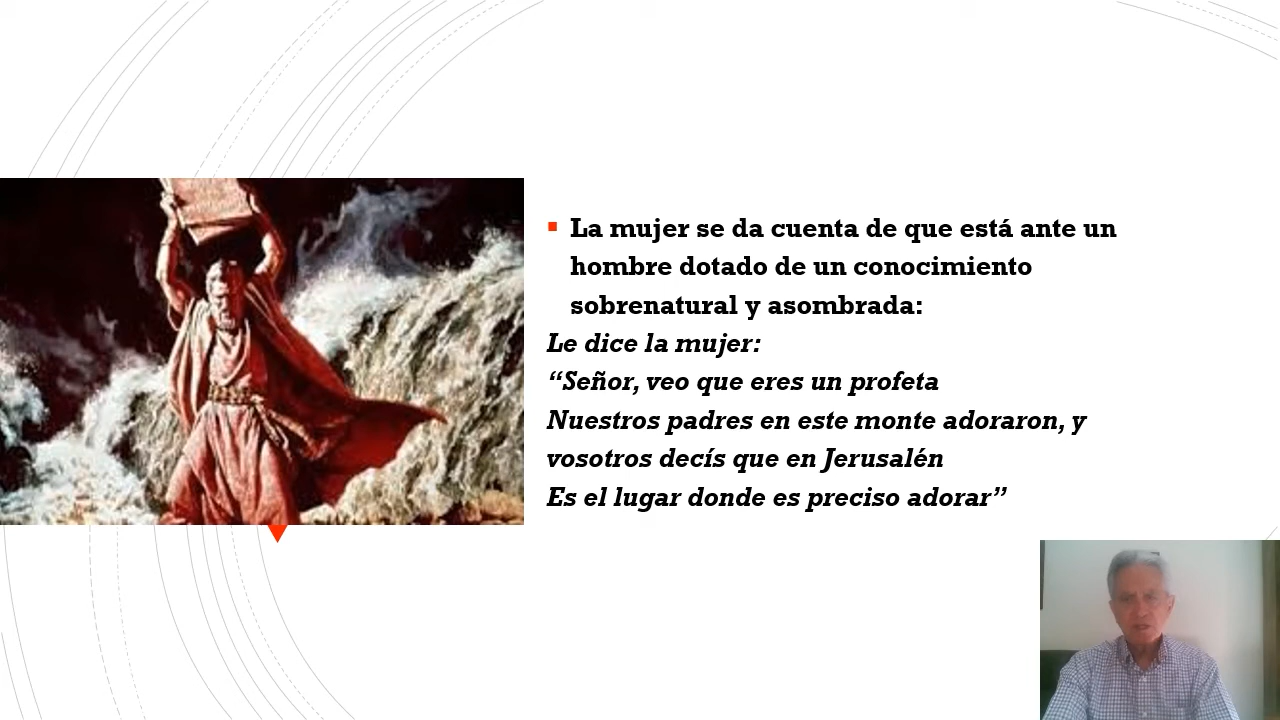 La mujer se da cuenta de que está ante un
hombre dotado de un conocimiento
sobrenatural y asombrada:
Le dice la mujer:
“Señor, veo que eres un profeta
Nuestros padres en este monte adoraron, y
vosotros decís que en Jerusalén
Es el lugar donde es preciso adorar”